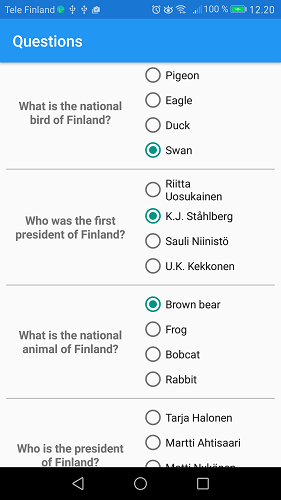 Tele Finland 100 % 12.20
Questions
Pigeon
Eagle
Duck
Swan
What is the national
bird of Finland?
Riitta
Uosukainen
K.J. Ståhlberg
Sauli Niinistö
U.K. Kekkonen
Who was the first
president of Finland?
Brown bear
Frog
Bobcat
Rabbit
What is the national
animal of Finland?
Tarja Halonen
Martti Ahtisaari
Matti Nykänen
Who is the president
of Finland?